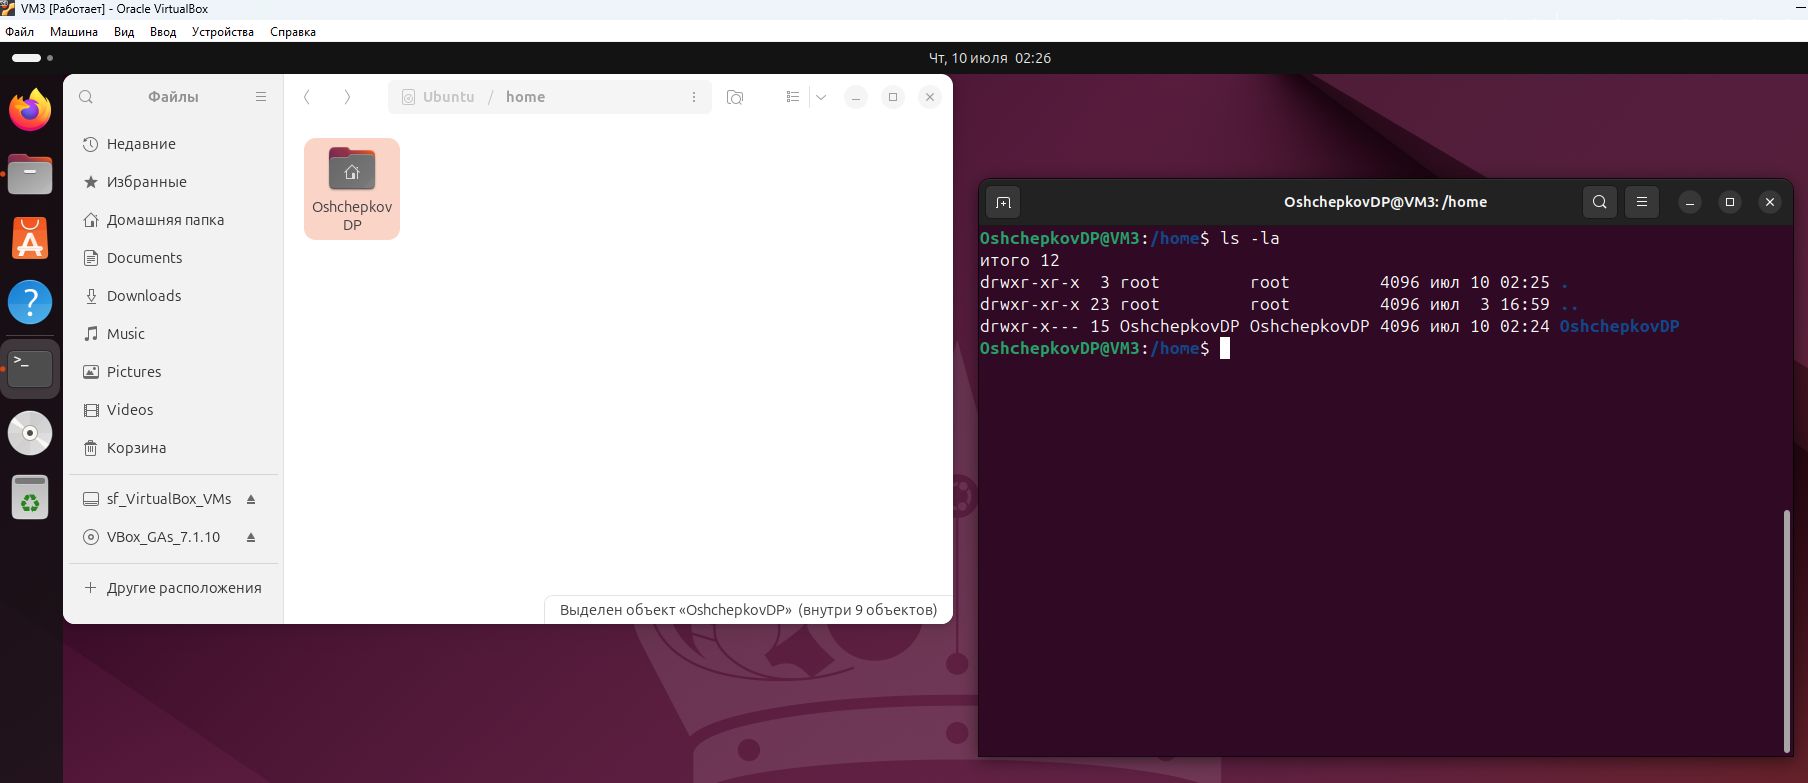 VM3 [Работает] - Oracle VirtualBox
Файл Машина Вид Ввод Устройства Справка
Чт, 10 июля 02:26
Файлы
Ubuntu / home
Недавние
Избранные
Домашняя папка
Documents
Downloads
Music
Pictures
Videos
Корзина
sf_VirtualBox_VMs
VBox_GAs_7.1.10
Другие расположения
Oshchepkov
DP
Выделен объект «OshchepkovDP» (внутри 9 объектов)
OshchepkovDP@VM3: /home
OshchepkovDP@VM3:/home$ ls -la
итого 12
drwxr-xr-x  3 root         root         4096 июл 10 02:25 .
drwxr-xr-x 23 root         root         4096 июл  3 16:59 ..
drwxr-x--- 15 OshchepkovDP OshchepkovDP 4096 июл 10 02:24 OshchepkovDP
OshchepkovDP@VM3:/home$